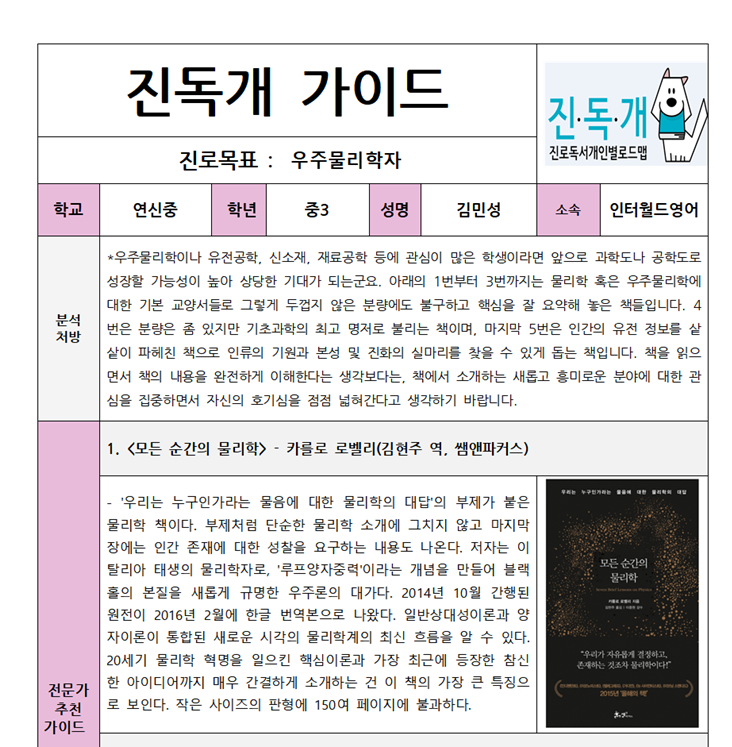 진독개 가이드
진·독·개
진로독서개인별로드맵
진로목표 : 우주물리학자
학교 연신중 학년 중3 성명 김민성 소속 인터월드영어
분석
처방
*우주물리학이나 유전공학, 신소재, 재료공학 등에 관심이 많은 학생이라면 앞으로 과학도나 공학도로
성장할 가능성이 높아 상당한 기대가 되는군요. 아래의 1번부터 3번까지는 물리학 혹은 우주물리학에
대한 기본 교양서들로 그렇게 두껍지 않은 분량에도 불구하고 핵심을 잘 요약해 놓은 책들입니다. 4
번은 분량은 좀 있지만 기초과학의 최고 명저로 불리는 책이며, 마지막 5번은 인간의 유전 정보를 샅
샅이 파헤친 책으로 인류의 기원과 본성 및 진화의 실마리를 찾을 수 있게 돕는 책입니다. 책을 읽으
면서 책의 내용을 완전하게 이해한다는 생각보다는, 책에서 소개하는 새롭고 흥미로운 분야에 대한 관
심을 집중하면서 자신의 호기심을 점점 넓혀간다고 생각하기 바랍니다.
전문가
추천
가이드
1. <모든 순간의 물리학> - 카를로 로벨리(김현주 역, 쌤앤파커스)
- '우리는 누구인가라는 물음에 대한 물리학의 대답'의 부제가 붙은
물리학 책이다. 부제처럼 단순한 물리학 소개에 그치지 않고 마지막
장에는 인간 존재에 대한 성찰을 요구하는 내용도 나온다. 저자는 이
탈리아 태생의 물리학자로, '루프양자중력'이라는 개념을 만들어 블랙
홀의 본질을 새롭게 규명한 우주론의 대가다. 2014년 10월 간행된
원전이 2016년 2월에 한글 번역본으로 나왔다. 일반상대성이론과 양
자이론이 통합된 새로운 시각의 물리학계의 최신 흐름을 알 수 있다.
20세기 물리학 혁명을 일으킨 핵심이론과 가장 최근에 등장한 참신
한 아이디어까지 매우 간결하게 소개하는 건 이 책의 가장 큰 특징으
로 보인다. 작은 사이즈의 판형에 150여 페이지에 불과하다.
우리는 누구인가라는 물음에 대한 물리학의 대답
모든 순간의
물리학
카를로 로벨리 지음
"우리가 자유롭게 결정하고,
존재하는 것조차 물리학이다!"
2015년 '올해의 책'